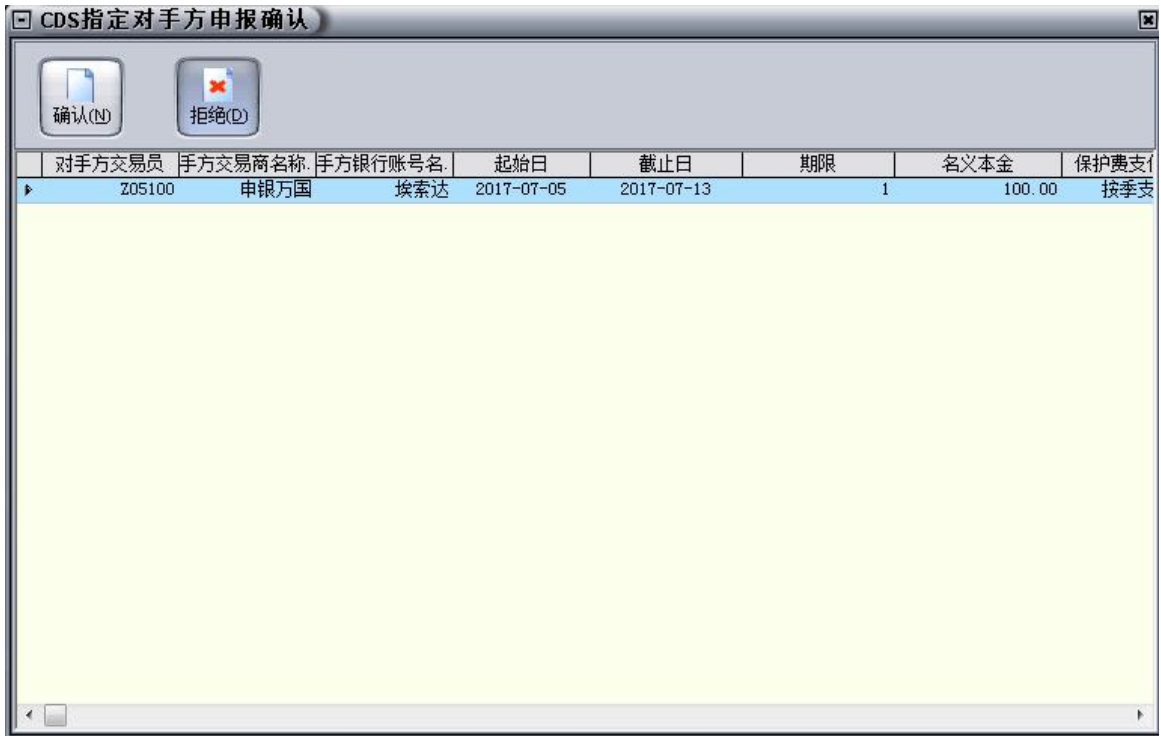 CDS指定对手方申报确认
确认(N) 拒绝(D)
对手方交易员 手方交易商名称. 手方银行账号名. 起始日 截止日 期限 名义本金 保护费支付
Z05100 申银万国 埃索达 2017-07-05 2017-07-13 1 100.00 按季支